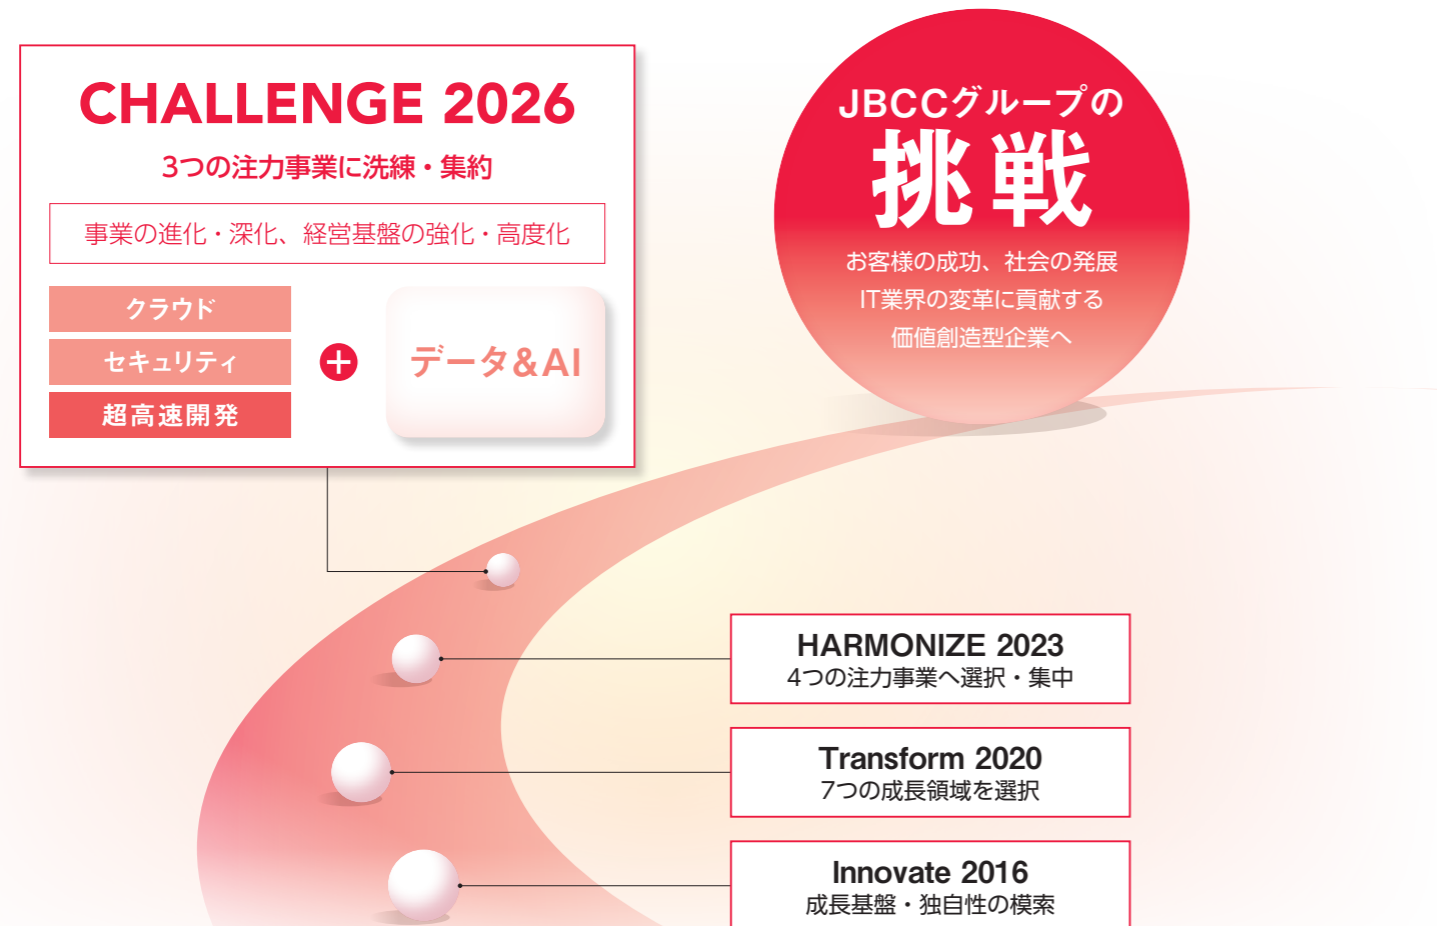 CHALLENGE 2026
3つの注力事業に洗練・集約
事業の進化・深化、経営基盤の強化・高度化
クラウド
セキュリティ
超高速開発
+
データ&AI
JBCCグループの
挑戦
お客様の成功、社会の発展
IT業界の変革に貢献する
価値創造型企業へ
HARMONIZE 2023
4つの注力事業へ選択・集中
Transform 2020
7つの成長領域を選択
Innovate 2016
成長基盤・独自性の模索